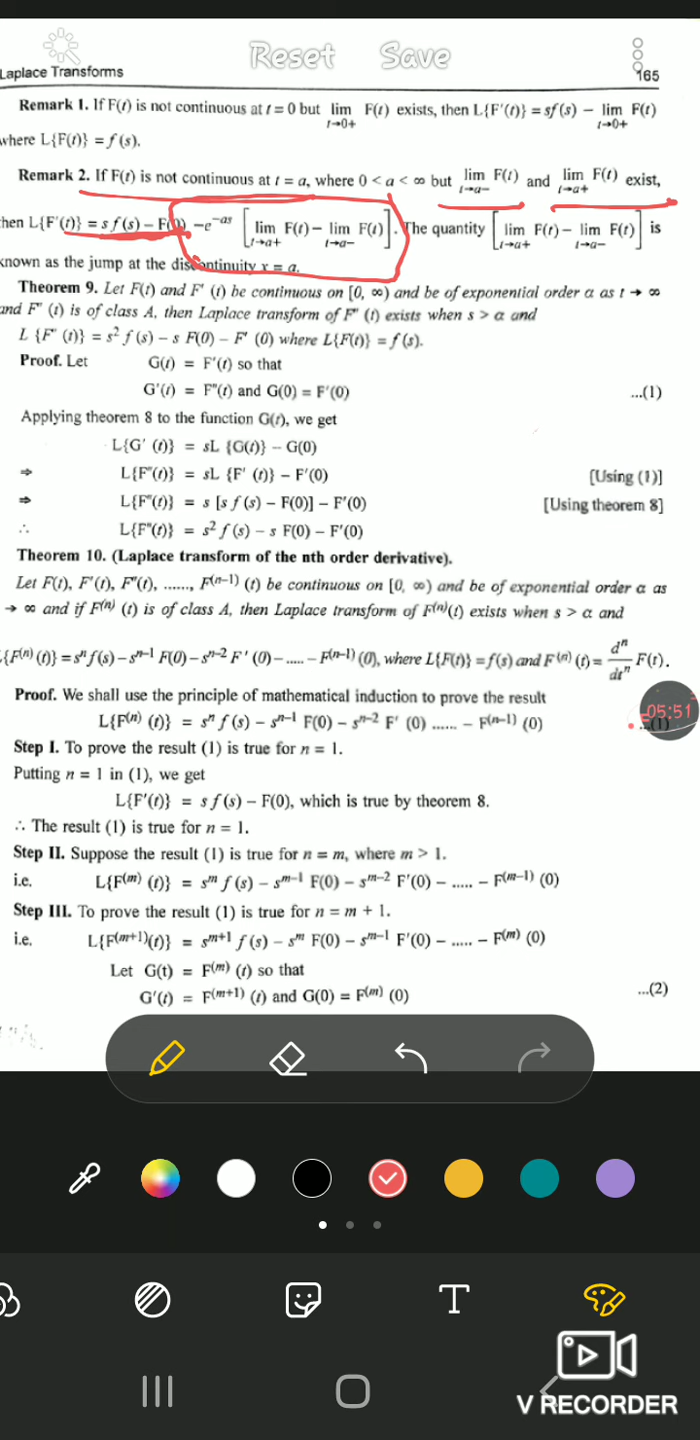 Reset Save
Laplace Transforms 165
Remark 1. If F(t) is not continuous at t = 0 but lim t→0+ F(t) exists, then L{F'(t)} = sf(s) − lim t→0+ F(t)
where L{F(t)} = f(s).
Remark 2. If F(t) is not continuous at t = a, where 0 < a < ∞ but lim t→a− F(t) and lim t→a+ F(t) exist,
hen L{F'(t)} = s f(s) − F(0) −e^−as [lim t→a+ F(t) − lim t→a− F(t)]. The quantity [lim t→a+ F(t) − lim t→a− F(t)] is
known as the jump at the discontinuity x = a.
Theorem 9. Let F(t) and F' (t) be continuous on [0, ∞) and be of exponential order α as t → ∞
and F" (t) is of class A, then Laplace transform of F" (t) exists when s > α and
L {F" (t)} = s² f(s) − s F(0) − F' (0) where L{F(t)} = f(s).
Proof. Let G(t) = F'(t) so that
G'(t) = F"(t) and G(0) = F'(0) ...(1)
Applying theorem 8 to the function G(t), we get
L{G' (t)} = sL {G(t)} − G(0)
⇒ L{F"(t)} = sL {F' (t)} − F'(0) [Using (1)]
⇒ L{F"(t)} = s [s f(s) − F(0)] − F'(0) [Using theorem 8]
∴ L{F"(t)} = s² f(s) − s F(0) − F'(0)
Theorem 10. (Laplace transform of the nth order derivative).
Let F(t), F'(t), F"(t), ......, F^(n−1) (t) be continuous on [0, ∞) and be of exponential order α as
→ ∞ and if F^(n) (t) is of class A, then Laplace transform of F^(n)(t) exists when s > α and
L{F^(n) (t)} = s^n f(s) − s^n−1 F(0) − s^n−2 F' (0) − ..... − F^(n−1) (0), where L{F(t)} = f(s) and F^(n) (t) = d^n/dt^n F(t).
Proof. We shall use the principle of mathematical induction to prove the result
L{F^(n) (t)} = s^n f(s) − s^n−1 F(0) − s^n−2 F' (0) ...... − F^(n−1) (0) ...(1)
05:51
Step I. To prove the result (1) is true for n = 1.
Putting n = 1 in (1), we get
L{F'(t)} = s f(s) − F(0), which is true by theorem 8.
∴ The result (1) is true for n = 1.
Step II. Suppose the result (1) is true for n = m, where m > 1.
i.e. L{F^(m) (t)} = s^m f(s) − s^m−1 F(0) − s^m−2 F'(0) − ..... − F^(m−1) (0)
Step III. To prove the result (1) is true for n = m + 1.
i.e. L{F^(m+1)(t)} = s^m+1 f(s) − s^m F(0) − s^m−1 F'(0) − ..... − F^(m) (0)
Let G(t) = F^(m) (t) so that
G'(t) = F^(m+1) (t) and G(0) = F^(m) (0) ...(2)
T
V RECORDER